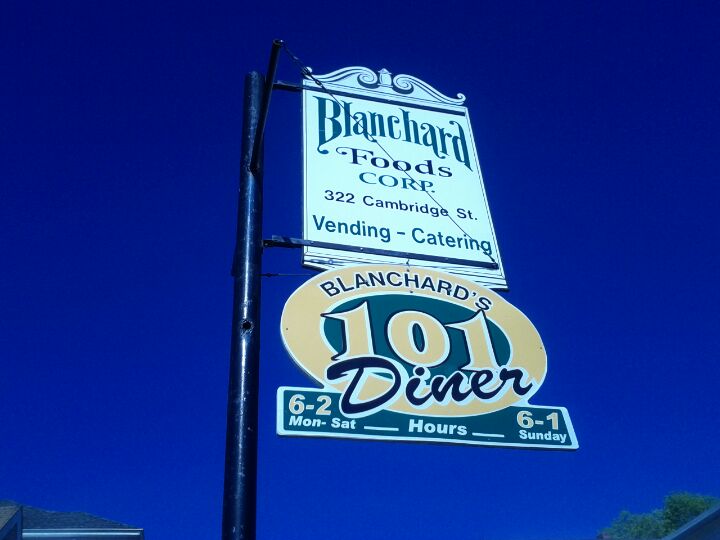 Blanchard
Foods
CORP.
322 Cambridge St.
Vending - Catering
BLANCHARD'S
101
Diner
6-2 6-1
Mon- Sat Hours Sunday